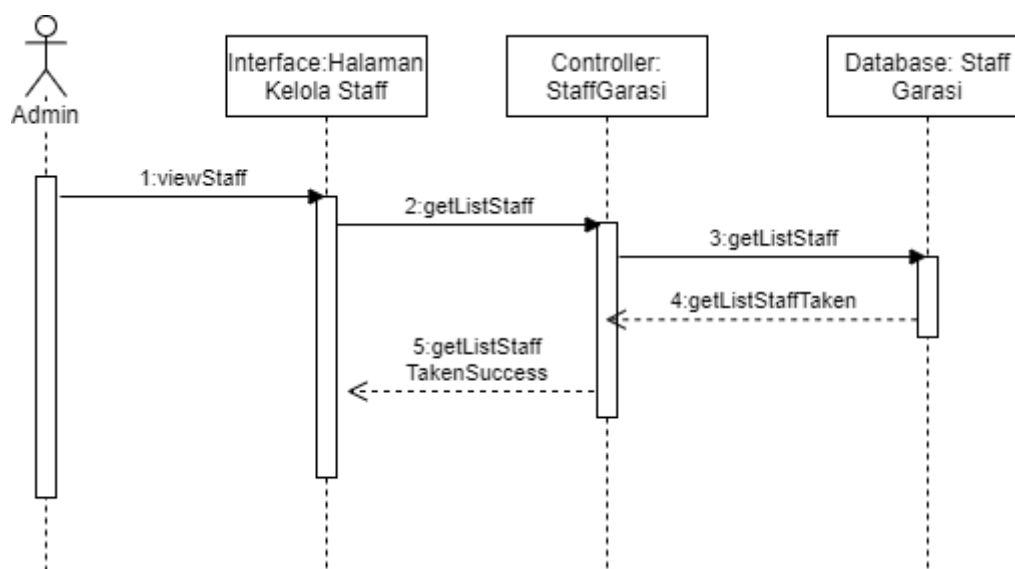 Admin
Interface:Halaman
Kelola Staff
Controller:
StaffGarasi
Database: Staff
Garasi
1:viewStaff
2:getListStaff
3:getListStaff
4:getListStaffTaken
5:getListStaff
TakenSuccess